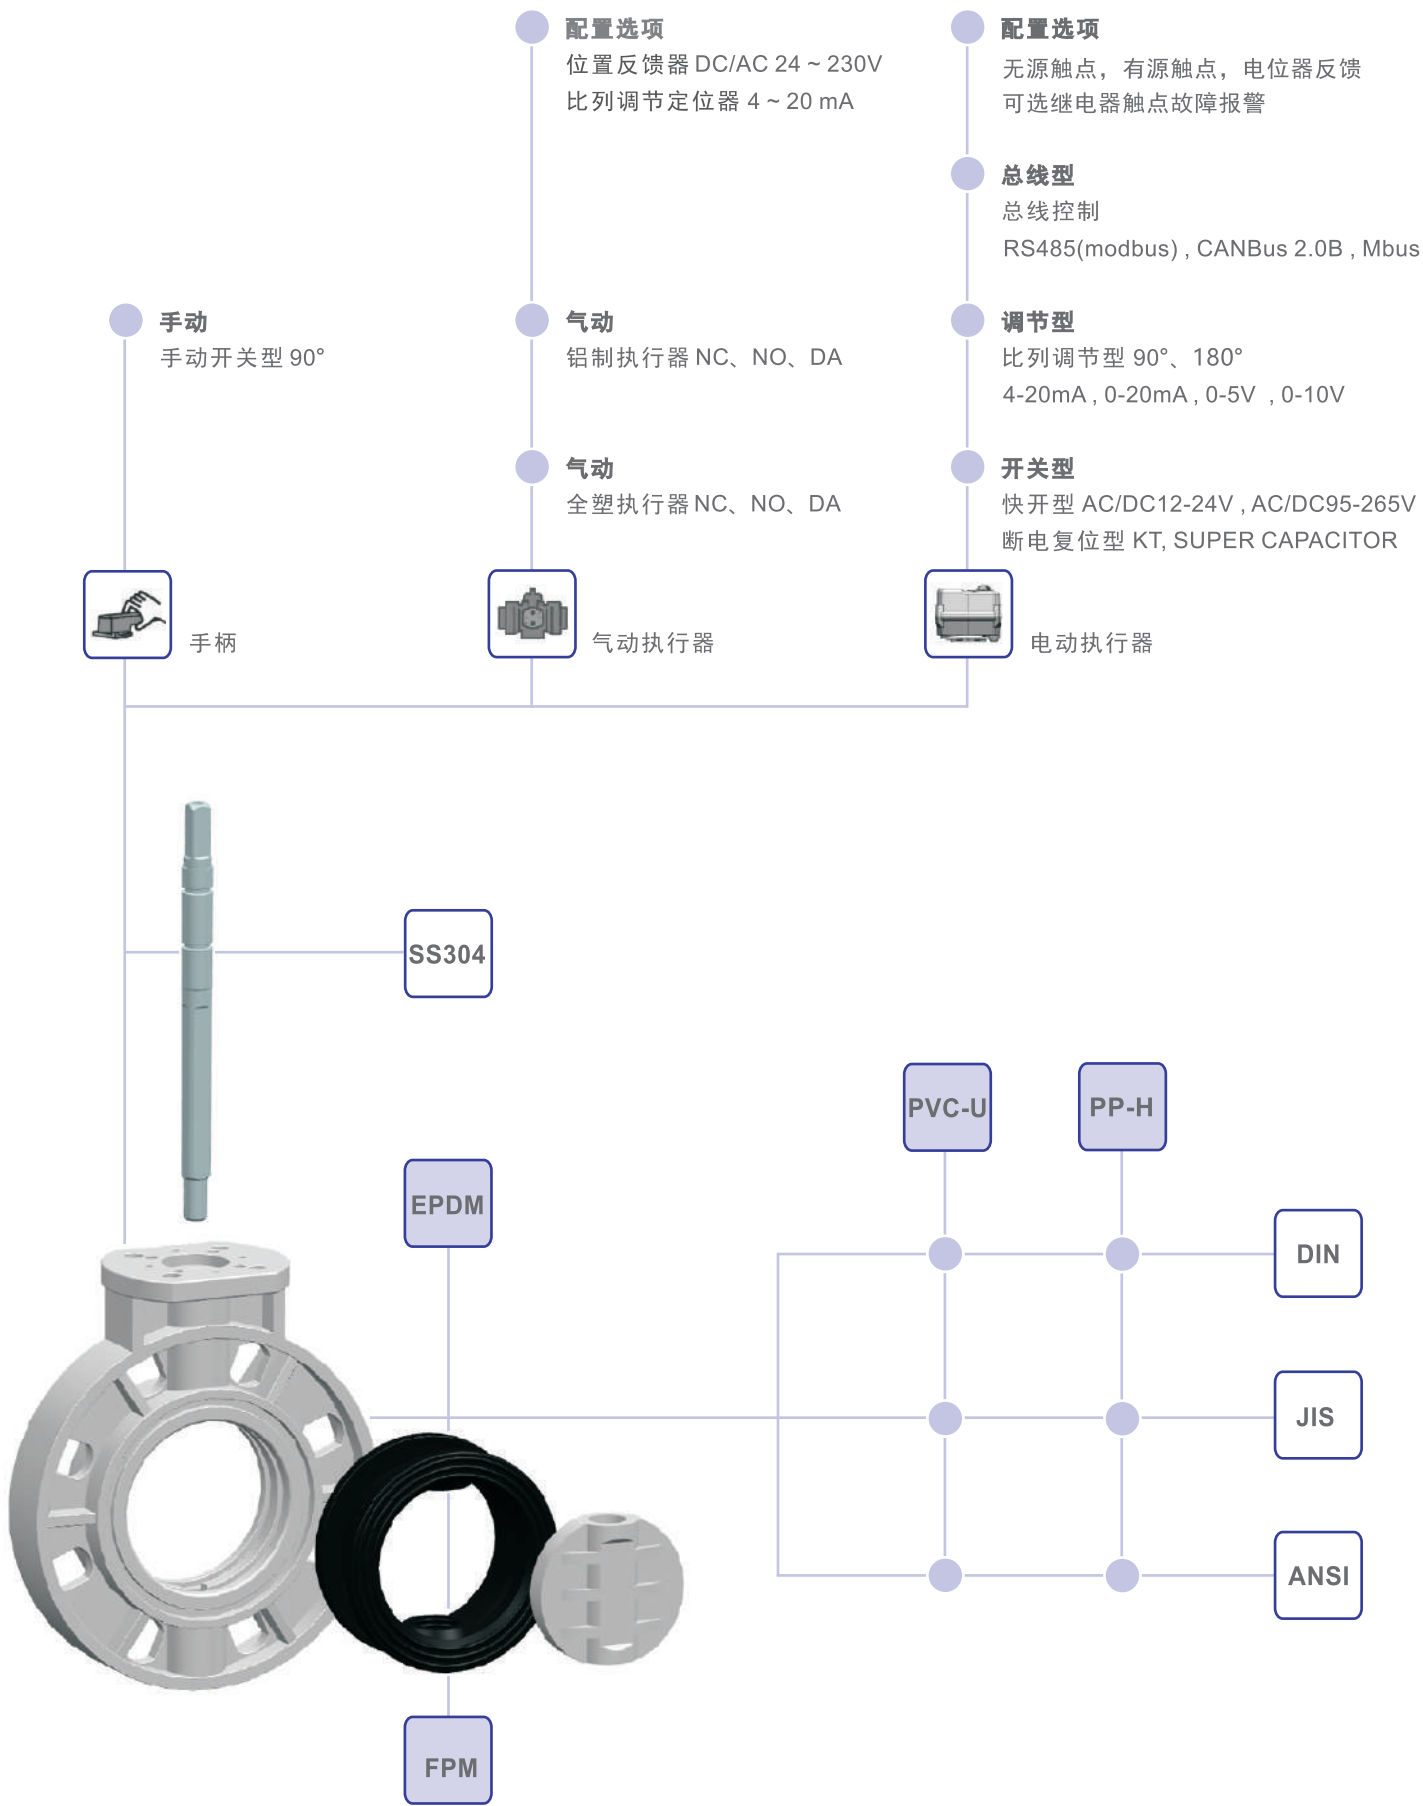 配置选项
位置反馈器 DC/AC 24 ~ 230V
比列调节定位器 4 ~ 20 mA
配置选项
无源触点，有源触点，电位器反馈
可选继电器触点故障报警
总线型
总线控制
RS485(modbus) , CANBus 2.0B , Mbus
手动
手动开关型 90°
气动
铝制执行器 NC、NO、DA
调节型
比列调节型 90°、180°
4-20mA , 0-20mA , 0-5V , 0-10V
气动
全塑执行器 NC、NO、DA
开关型
快开型 AC/DC12-24V , AC/DC95-265V
断电复位型 KT, SUPER CAPACITOR
手柄
气动执行器
电动执行器
SS304
PVC-U
PP-H
EPDM
DIN
JIS
ANSI
FPM